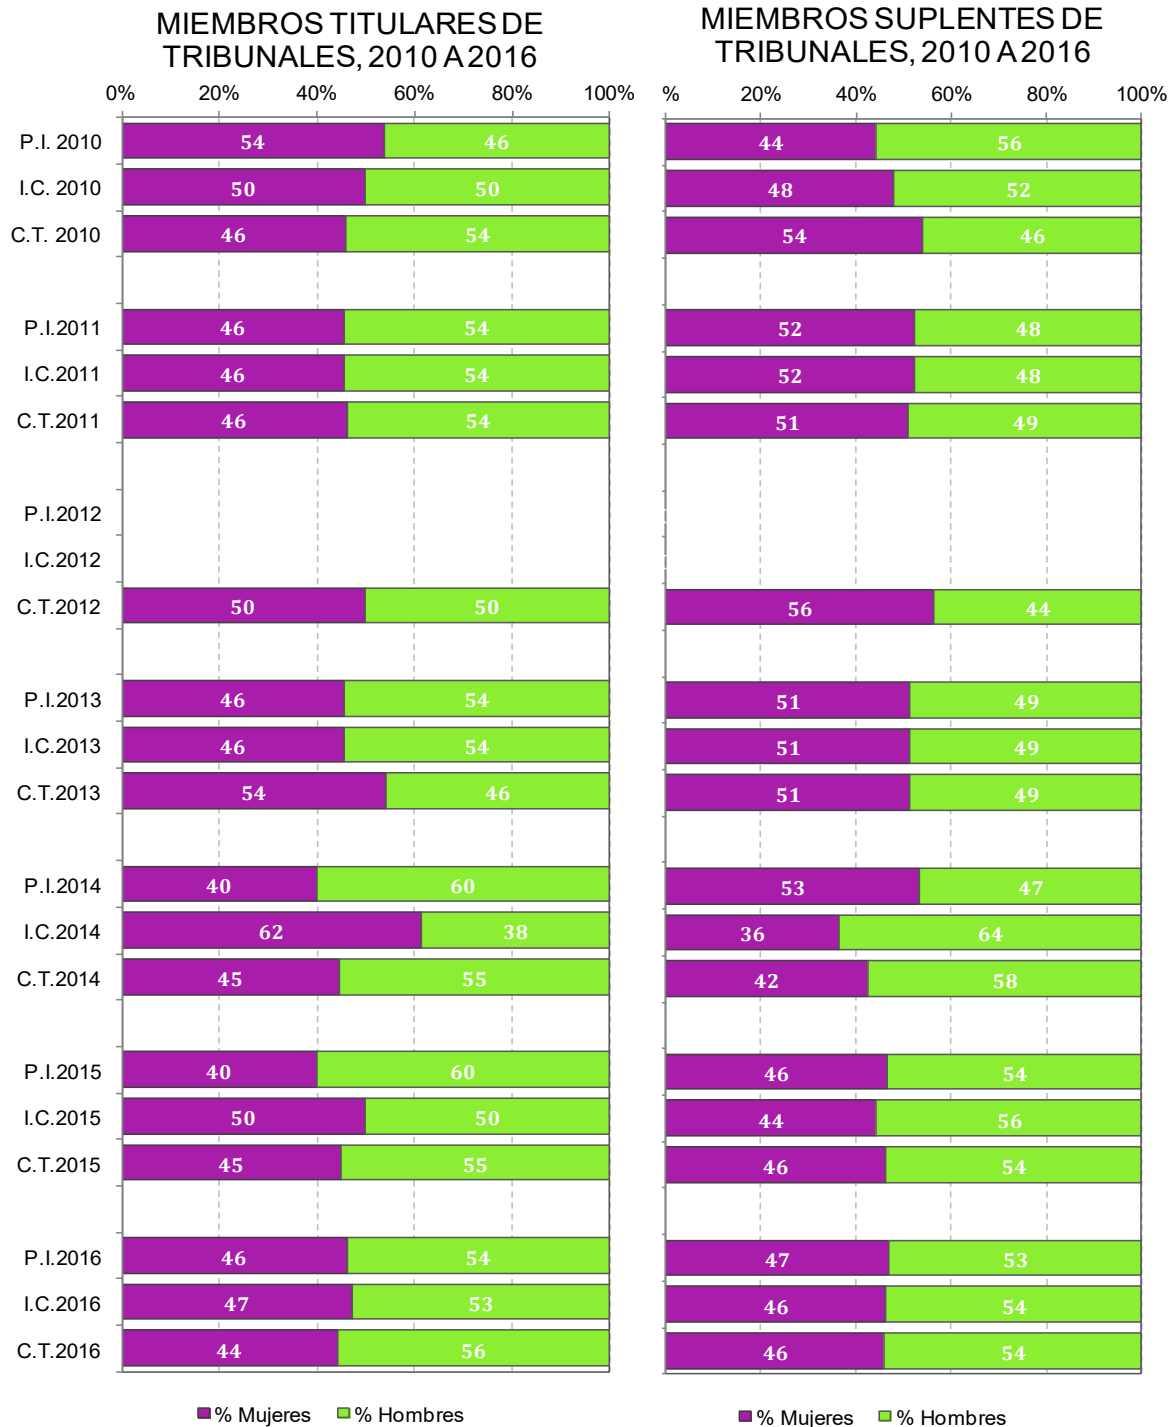 MIEMBROS TITULARES DE
TRIBUNALES, 2010 A 2016
0% 20% 40% 60% 80% 100%
P.I. 2010 54 46
I.C. 2010 50 50
C.T. 2010 46 54
P.I.2011 46 54
I.C.2011 46 54
C.T.2011 46 54
P.I.2012
I.C.2012
C.T.2012 50 50
P.I.2013 46 54
I.C.2013 46 54
C.T.2013 54 46
P.I.2014 40 60
I.C.2014 62 38
C.T.2014 45 55
P.I.2015 40 60
I.C.2015 50 50
C.T.2015 45 55
P.I.2016 46 54
I.C.2016 47 53
C.T.2016 44 56
% Mujeres % Hombres
MIEMBROS SUPLENTES DE
TRIBUNALES, 2010 A 2016
% 20% 40% 60% 80% 100%
44 56
48 52
54 46
52 48
52 48
51 49
56 44
51 49
51 49
51 49
53 47
36 64
42 58
46 54
44 56
46 54
47 53
46 54
46 54
% Mujeres % Hombres